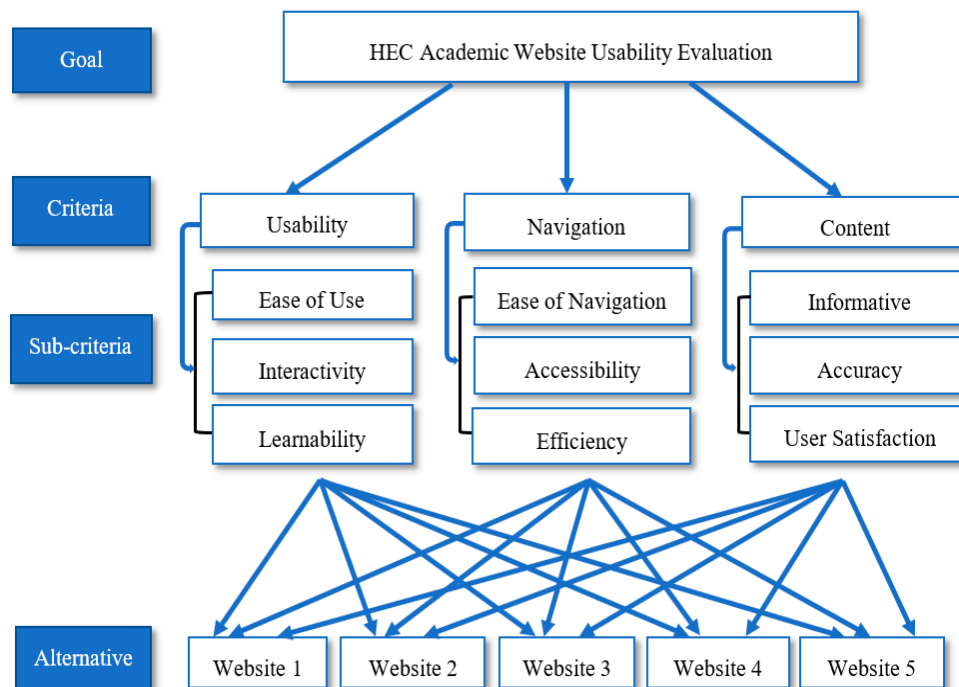 Goal
HEC Academic Website Usability Evaluation
Criteria
Usability
Navigation
Content
Sub-criteria
Ease of Use
Ease of Navigation
Informative
Interactivity
Accessibility
Accuracy
Learnability
Efficiency
User Satisfaction
Alternative
Website 1
Website 2
Website 3
Website 4
Website 5